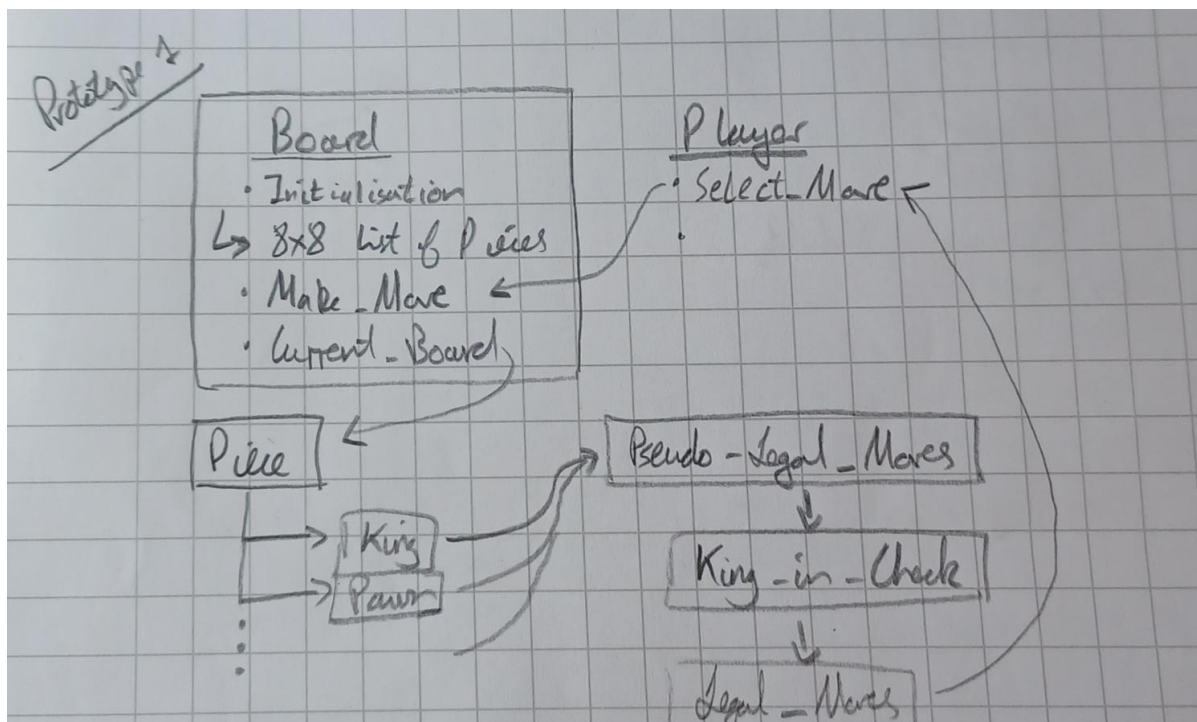 Prototype 1
Board
· Initialisation
↳ 8x8 List of Pieces
· Make_Move
· Current_Board
Player
· Select_Move
·
Piece
King
Pawn
Pseudo-Legal_Moves
King-in-Check
Legal_Moves